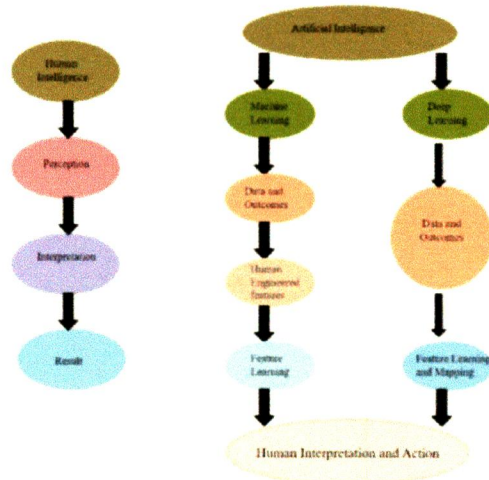 Human
Intelligence
Perception
Interpretation
Result
Artificial Intelligence
Machine
Learning
Data and
Outcomes
Human
Engineered
features
Feature
Learning
Deep
Learning
Data and
Outcomes
Feature Learning
and Mapping
Human Interpretation and Action